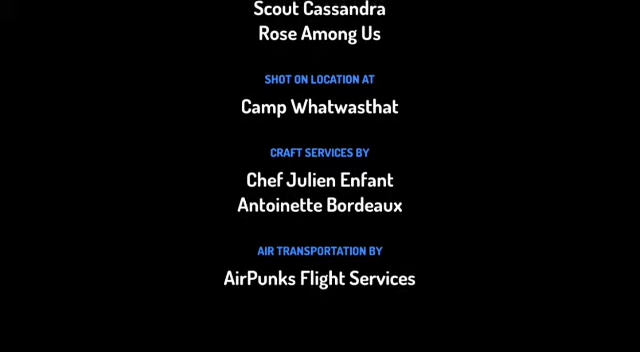 Scout Cassandra
Rose Among Us
SHOT ON LOCATION AT
Camp Whatwasthat
CRAFT SERVICES BY
Chef Julien Enfant
Antoinette Bordeaux
AIR TRANSPORTATION BY
AirPunks Flight Services